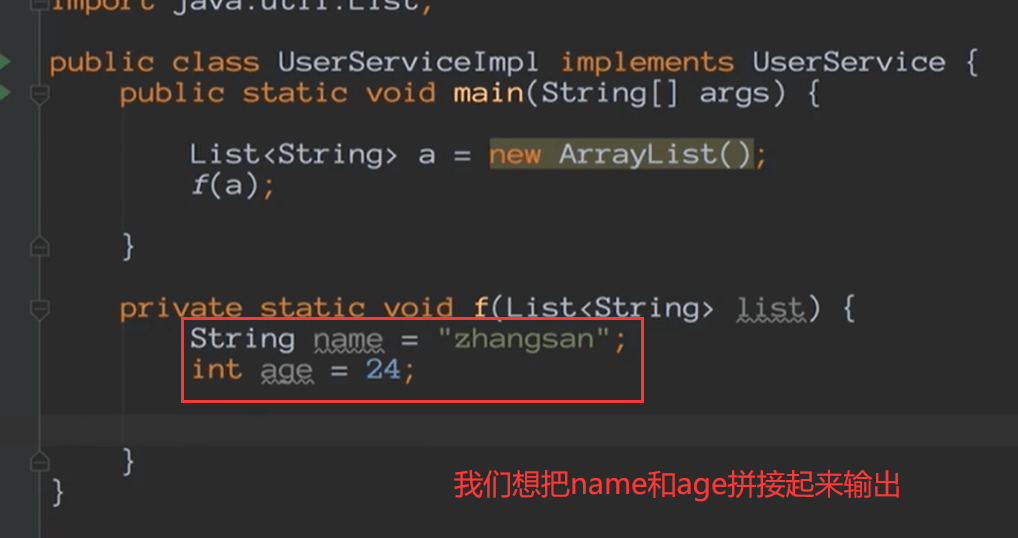 import java.util.List;
public class UserServiceImpl implements UserService {
public static void main(String[] args) {
List<String> a = new ArrayList();
f(a);
}
private static void f(List<String> list) {
String name = "zhangsan";
int age = 24;
}
}
我们想把name和age拼接起来输出